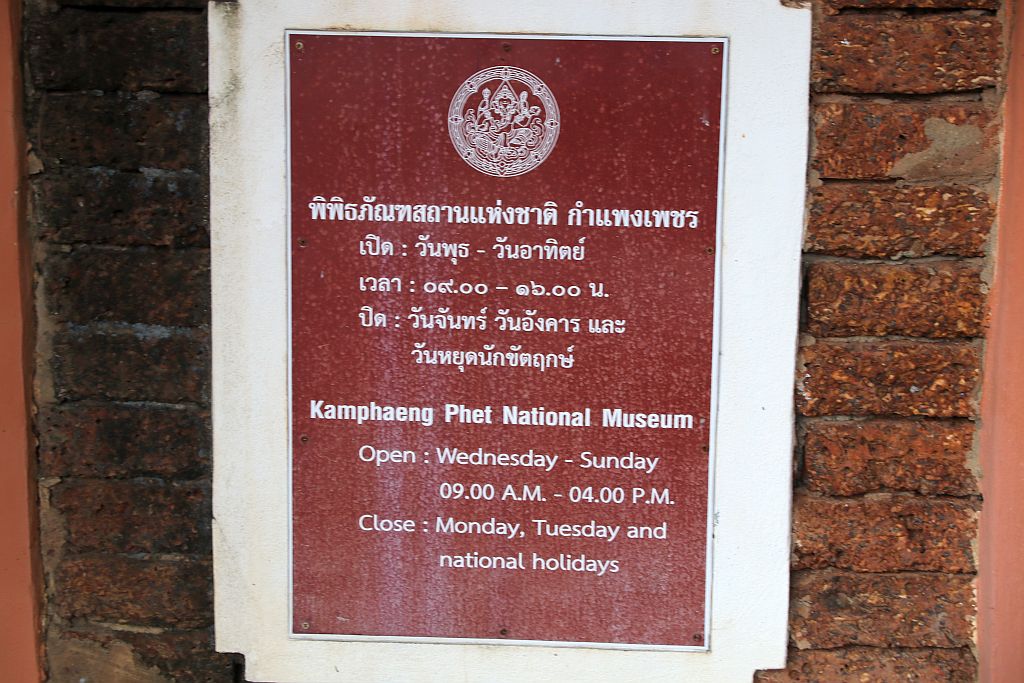 พิพิธภัณฑสถานแห่งชาติ กำแพงเพชร
เปิด : วันพุธ - วันอาทิตย์
เวลา : ๐๙.๐๐ – ๑๖.๐๐ น.
ปิด : วันจันทร์ วันอังคาร และ
วันหยุดนักขัตฤกษ์
Kamphaeng Phet National Museum
Open : Wednesday - Sunday
09.00 A.M. - 04.00 P.M.
Close : Monday, Tuesday and
national holidays